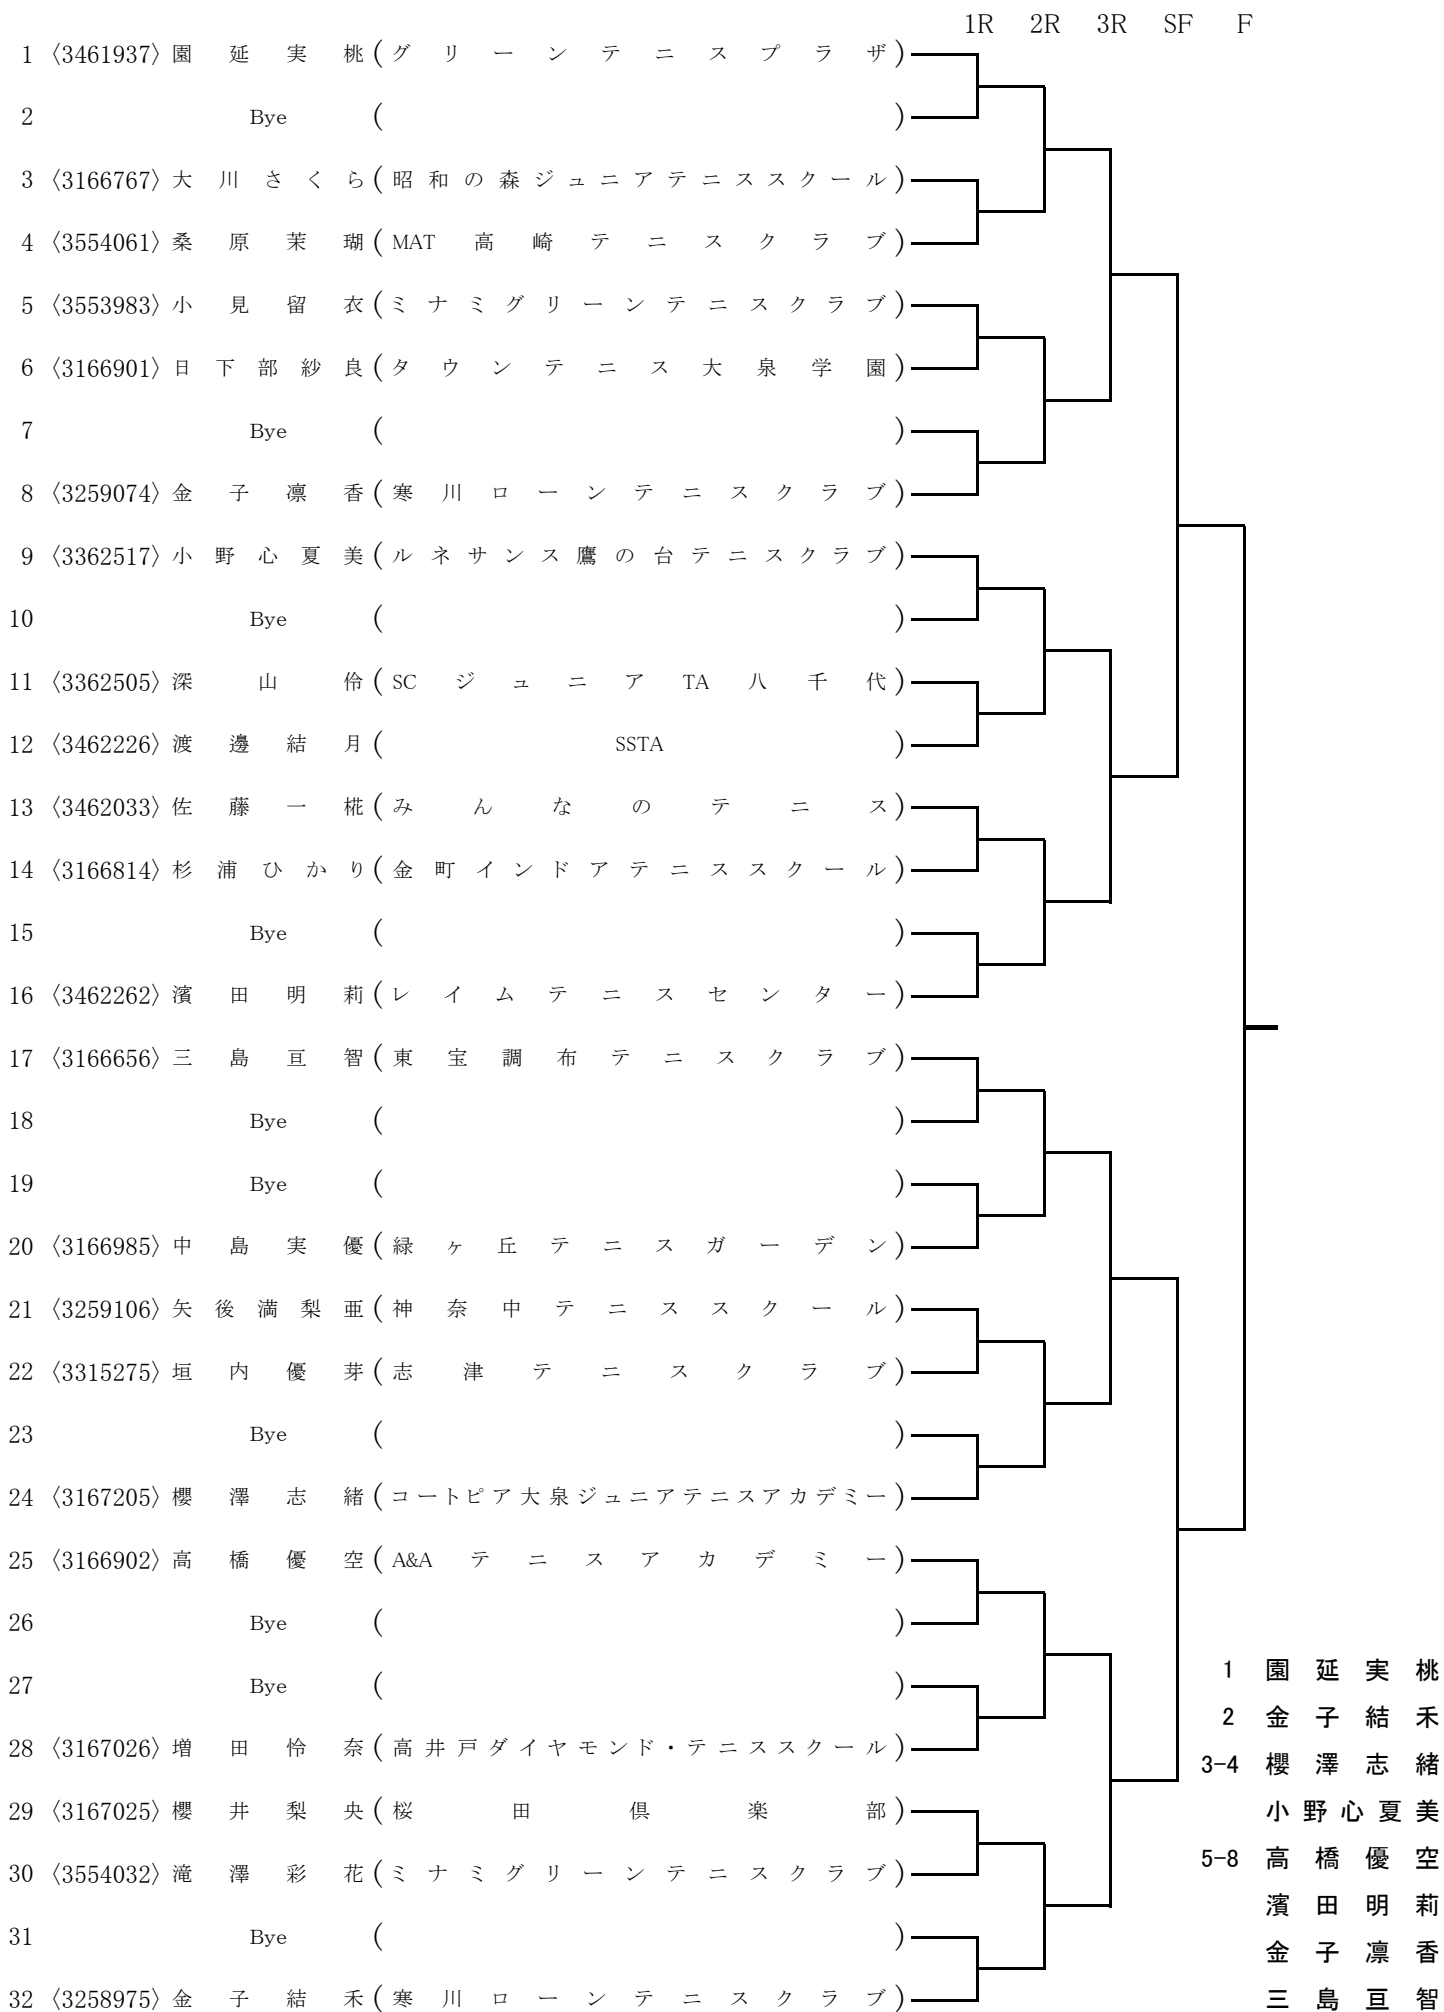 1R 2R 3R SF F
1 〈3461937〉 園延実桃 (グリーンテニスプラザ)
2 Bye ( )
3 〈3166767〉 大川さくら (昭和の森ジュニアテニススクール)
4 〈3554061〉 桑原茉瑚 (MAT高崎テニスクラブ)
5 〈3553983〉 小見留衣 (ミナミグリーンテニスクラブ)
6 〈3166901〉 日下部紗良 (タウンテニス大泉学園)
7 Bye ( )
8 〈3259074〉 金子凛香 (寒川ローンテニスクラブ)
9 〈3362517〉 小野心夏美 (ルネサンス鷹の台テニスクラブ)
10 Bye ( )
11 〈3362505〉 深山伶 (SCジュニアTA八千代)
12 〈3462226〉 渡邊結月 (SSTA)
13 〈3462033〉 佐藤一椛 (みんなのテニス)
14 〈3166814〉 杉浦ひかり (金町インドアテニススクール)
15 Bye ( )
16 〈3462262〉 濱田明莉 (レイムテニスセンター)
17 〈3166656〉 三島亘智 (東宝調布テニスクラブ)
18 Bye ( )
19 Bye ( )
20 〈3166985〉 中島実優 (緑ヶ丘テニスガーデン)
21 〈3259106〉 矢後満梨亜 (神奈中テニススクール)
22 〈3315275〉 垣内優芽 (志津テニスクラブ)
23 Bye ( )
24 〈3167205〉 櫻澤志緒 (コートピア大泉ジュニアテニスアカデミー)
25 〈3166902〉 高橋優空 (A&Aテニスアカデミー)
26 Bye ( )
27 Bye ( )
28 〈3167026〉 増田怜奈 (高井戸ダイヤモンド・テニススクール)
29 〈3167025〉 櫻井梨央 (桜田倶楽部)
30 〈3554032〉 滝澤彩花 (ミナミグリーンテニスクラブ)
31 Bye ( )
32 〈3258975〉 金子結禾 (寒川ローンテニスクラブ)
1 園延実桃
2 金子結禾
3-4 櫻澤志緒
小野心夏美
5-8 高橋優空
濱田明莉
金子凛香
三島亘智